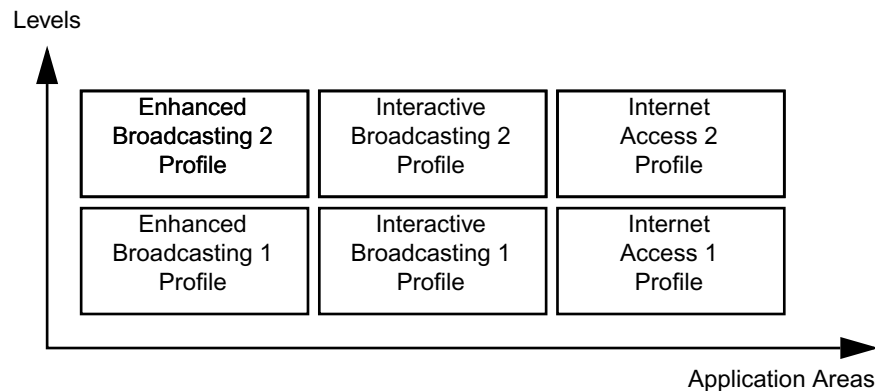 Levels
Enhanced
Broadcasting 2
Profile
Interactive
Broadcasting 2
Profile
Internet
Access 2
Profile
Enhanced
Broadcasting 1
Profile
Interactive
Broadcasting 1
Profile
Internet
Access 1
Profile
Application Areas